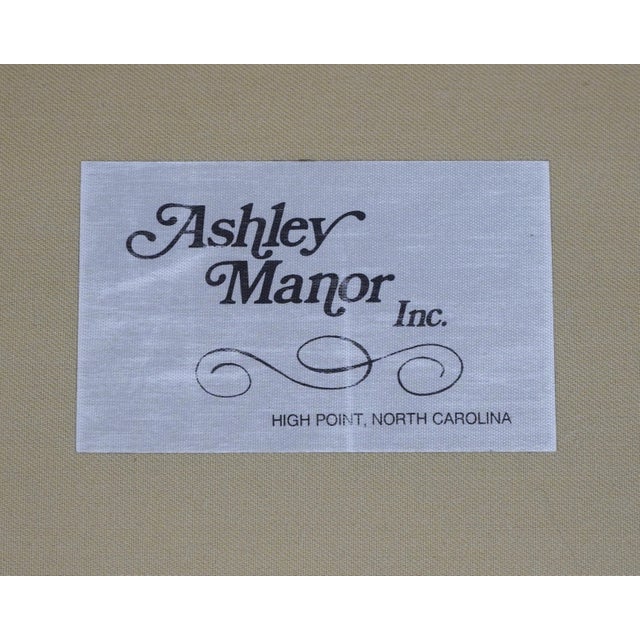 Ashley
Manor Inc.
HIGH POINT, NORTH CAROLINA